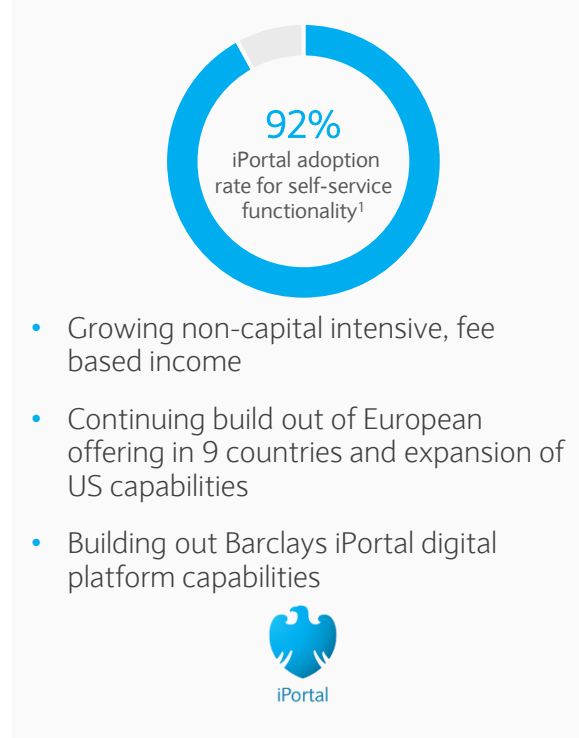 92%
iPortal adoption
rate for self-service
functionality¹
• Growing non-capital intensive, fee
based income
• Continuing build out of European
offering in 9 countries and expansion of
US capabilities
• Building out Barclays iPortal digital
platform capabilities
iPortal